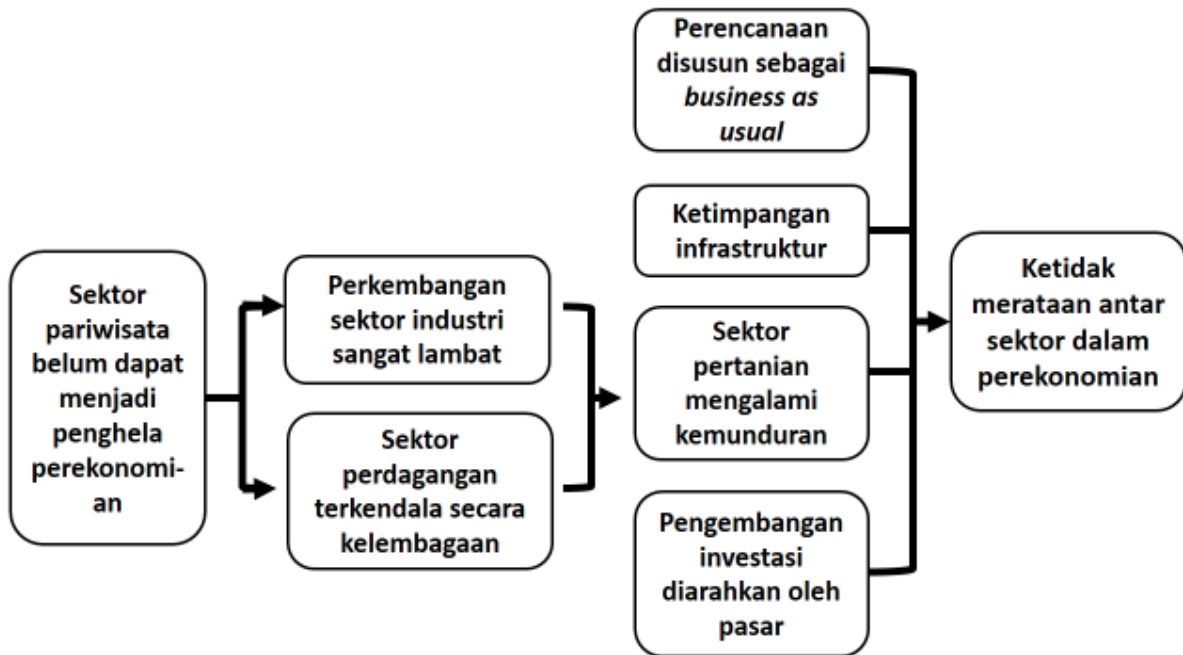 Sektor
pariwisata
belum dapat
menjadi
penghela
perekonomi-
an
Perkembangan
sektor industri
sangat lambat
Sektor
perdagangan
terkendala secara
kelembagaan
Perencanaan
disusun sebagai
business as
usual
Ketimpangan
infrastruktur
Sektor
pertanian
mengalami
kemunduran
Pengembangan
investasi
diarahkan oleh
pasar
Ketidak
merataan antar
sektor dalam
perekonomian